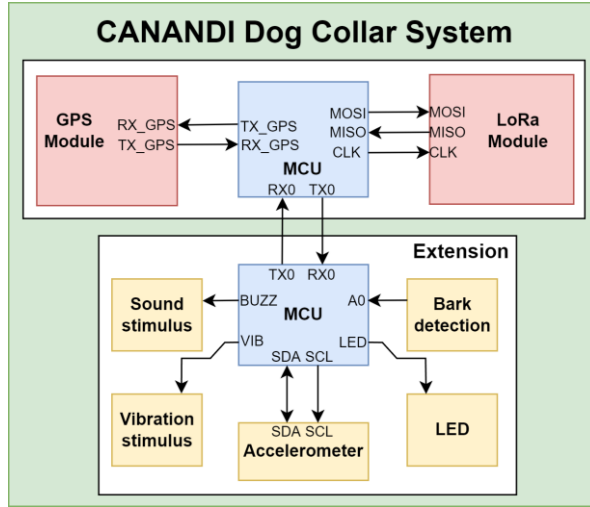 CANANDI Dog Collar System
GPS
Module
RX_GPS
TX_GPS
TX_GPS
RX_GPS
MCU
RX0 TX0
MOSI
MISO
CLK
MOSI
MISO
CLK
LoRa
Module
Extension
TX0 RX0
MCU
BUZZ
VIB
A0
LED
SDA SCL
Sound
stimulus
Bark
detection
Vibration
stimulus
SDA SCL
Accelerometer
LED